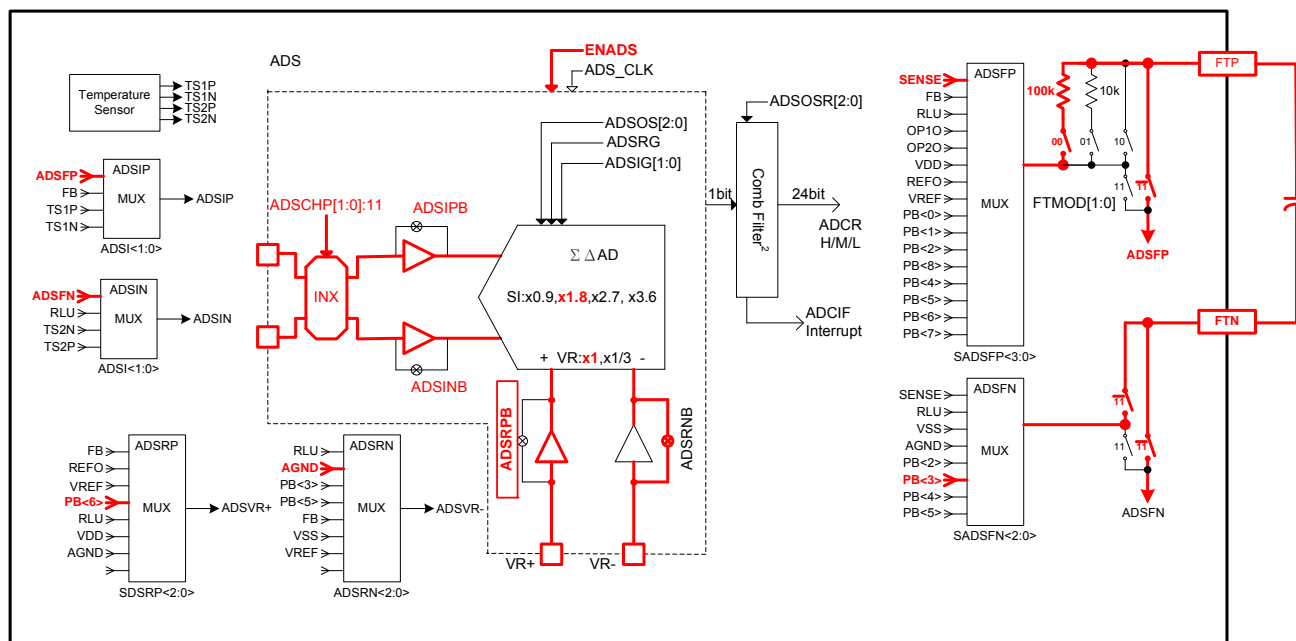 ADS
ENADS
ADS_CLK
Temperature
Sensor
TS1P
TS1N
TS2P
TS2N
ADSOS[2:0]
ADSRG
ADSIG[1:0]
ADSOSR[2:0]
ADSIP
MUX
ADSFP
FB
TS1P
TS1N
ADSI<1:0>
ADSIP
ADSCHP[1:0]:11
INX
ADSIPB
ADSINB
Σ ΔAD
SI:x0.9,x1.8,x2.7, x3.6
+ VR:x1,x1/3 -
1bit
Comb Filter²
24bit
ADCR
H/M/L
ADCIF
Interrupt
ADSIN
MUX
ADSFN
RLU
TS2N
TS2P
ADSI<1:0>
ADSIN
ADSRPB
ADSRNB
VR+
VR-
ADSRP
MUX
FB
REFO
VREF
PB<6>
RLU
VDD
AGND
SDSRP<2:0>
ADSVR+
ADSRN
MUX
RLU
AGND
PB<3>
PB<5>
FB
VSS
VREF
ADSRN<2:0>
ADSVR-
ADSFP
MUX
SENSE
FB
RLU
OP1O
OP2O
VDD
REFO
VREF
PB<0>
PB<1>
PB<2>
PB<8>
PB<4>
PB<5>
PB<6>
PB<7>
SADSFP<3:0>
100k
10k
00
01
10
11
11
FTMOD[1:0]
ADSFP
FTP
ADSFN
MUX
SENSE
RLU
VSS
AGND
PB<2>
PB<3>
PB<4>
PB<5>
SADSFN<2:0>
11
11
11
ADSFN
FTN